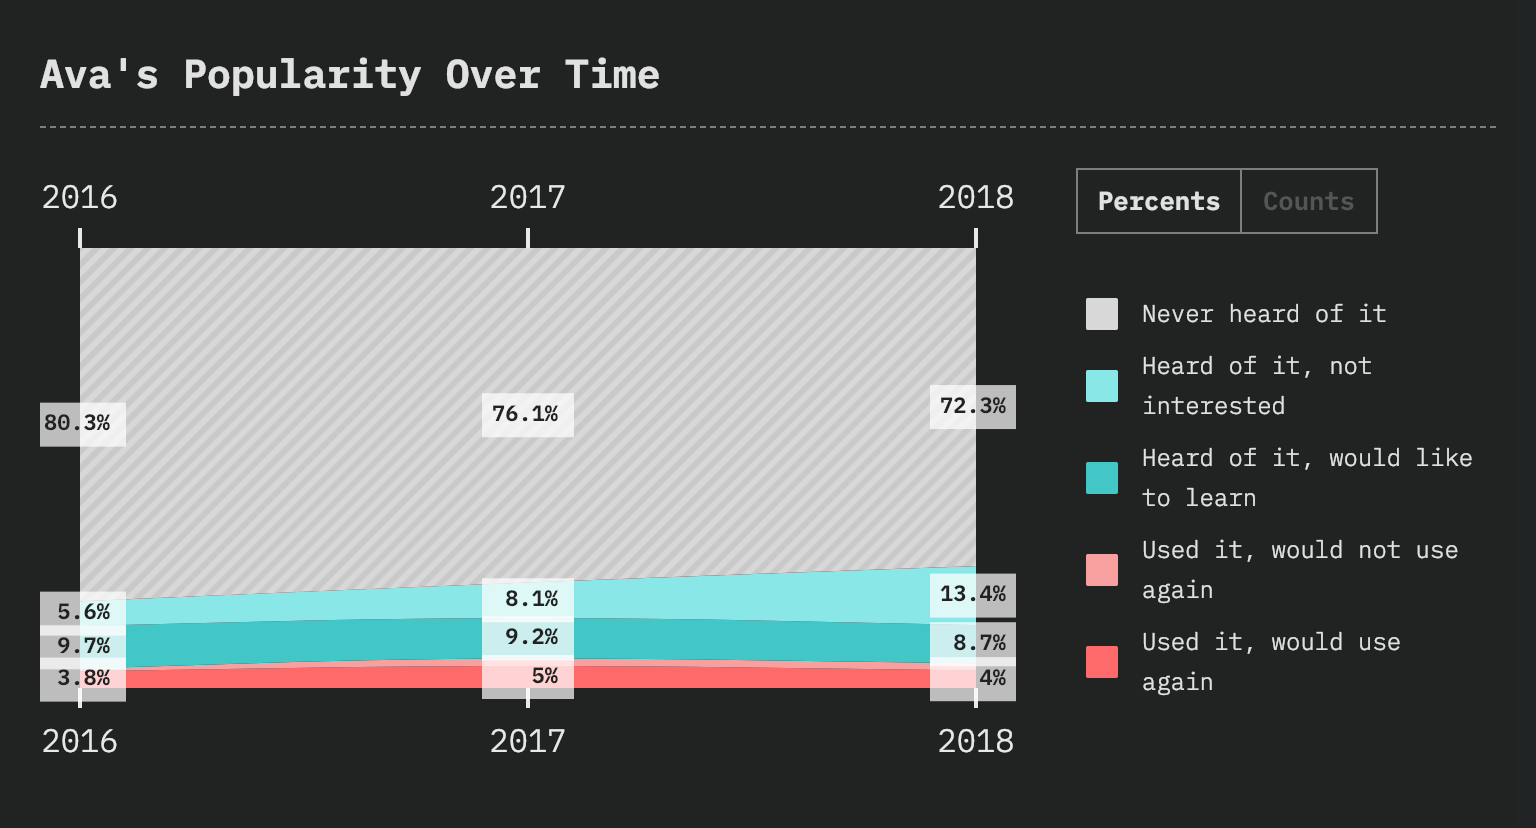 Ava's Popularity Over Time
2016 2017 2018
Percents Counts
Never heard of it
Heard of it, not
interested
80.3% 76.1% 72.3%
Heard of it, would like
to learn
Used it, would not use
again
5.6% 8.1% 13.4%
9.7% 9.2% 8.7%
3.8% 5% 4%
Used it, would use
again
2016 2017 2018